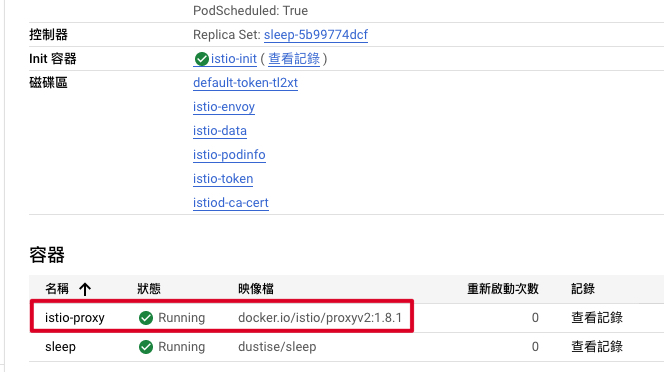 PodScheduled: True
控制器 Replica Set: sleep-5b99774dcf
Init 容器 istio-init ( 查看記錄 )
磁碟區 default-token-tl2xt
istio-envoy
istio-data
istio-podinfo
istio-token
istiod-ca-cert
容器
名稱 ↑ 狀態 映像檔 重新啟動次數 記錄
istio-proxy Running docker.io/istio/proxyv2:1.8.1 0 查看記錄
sleep Running dustise/sleep 0 查看記錄